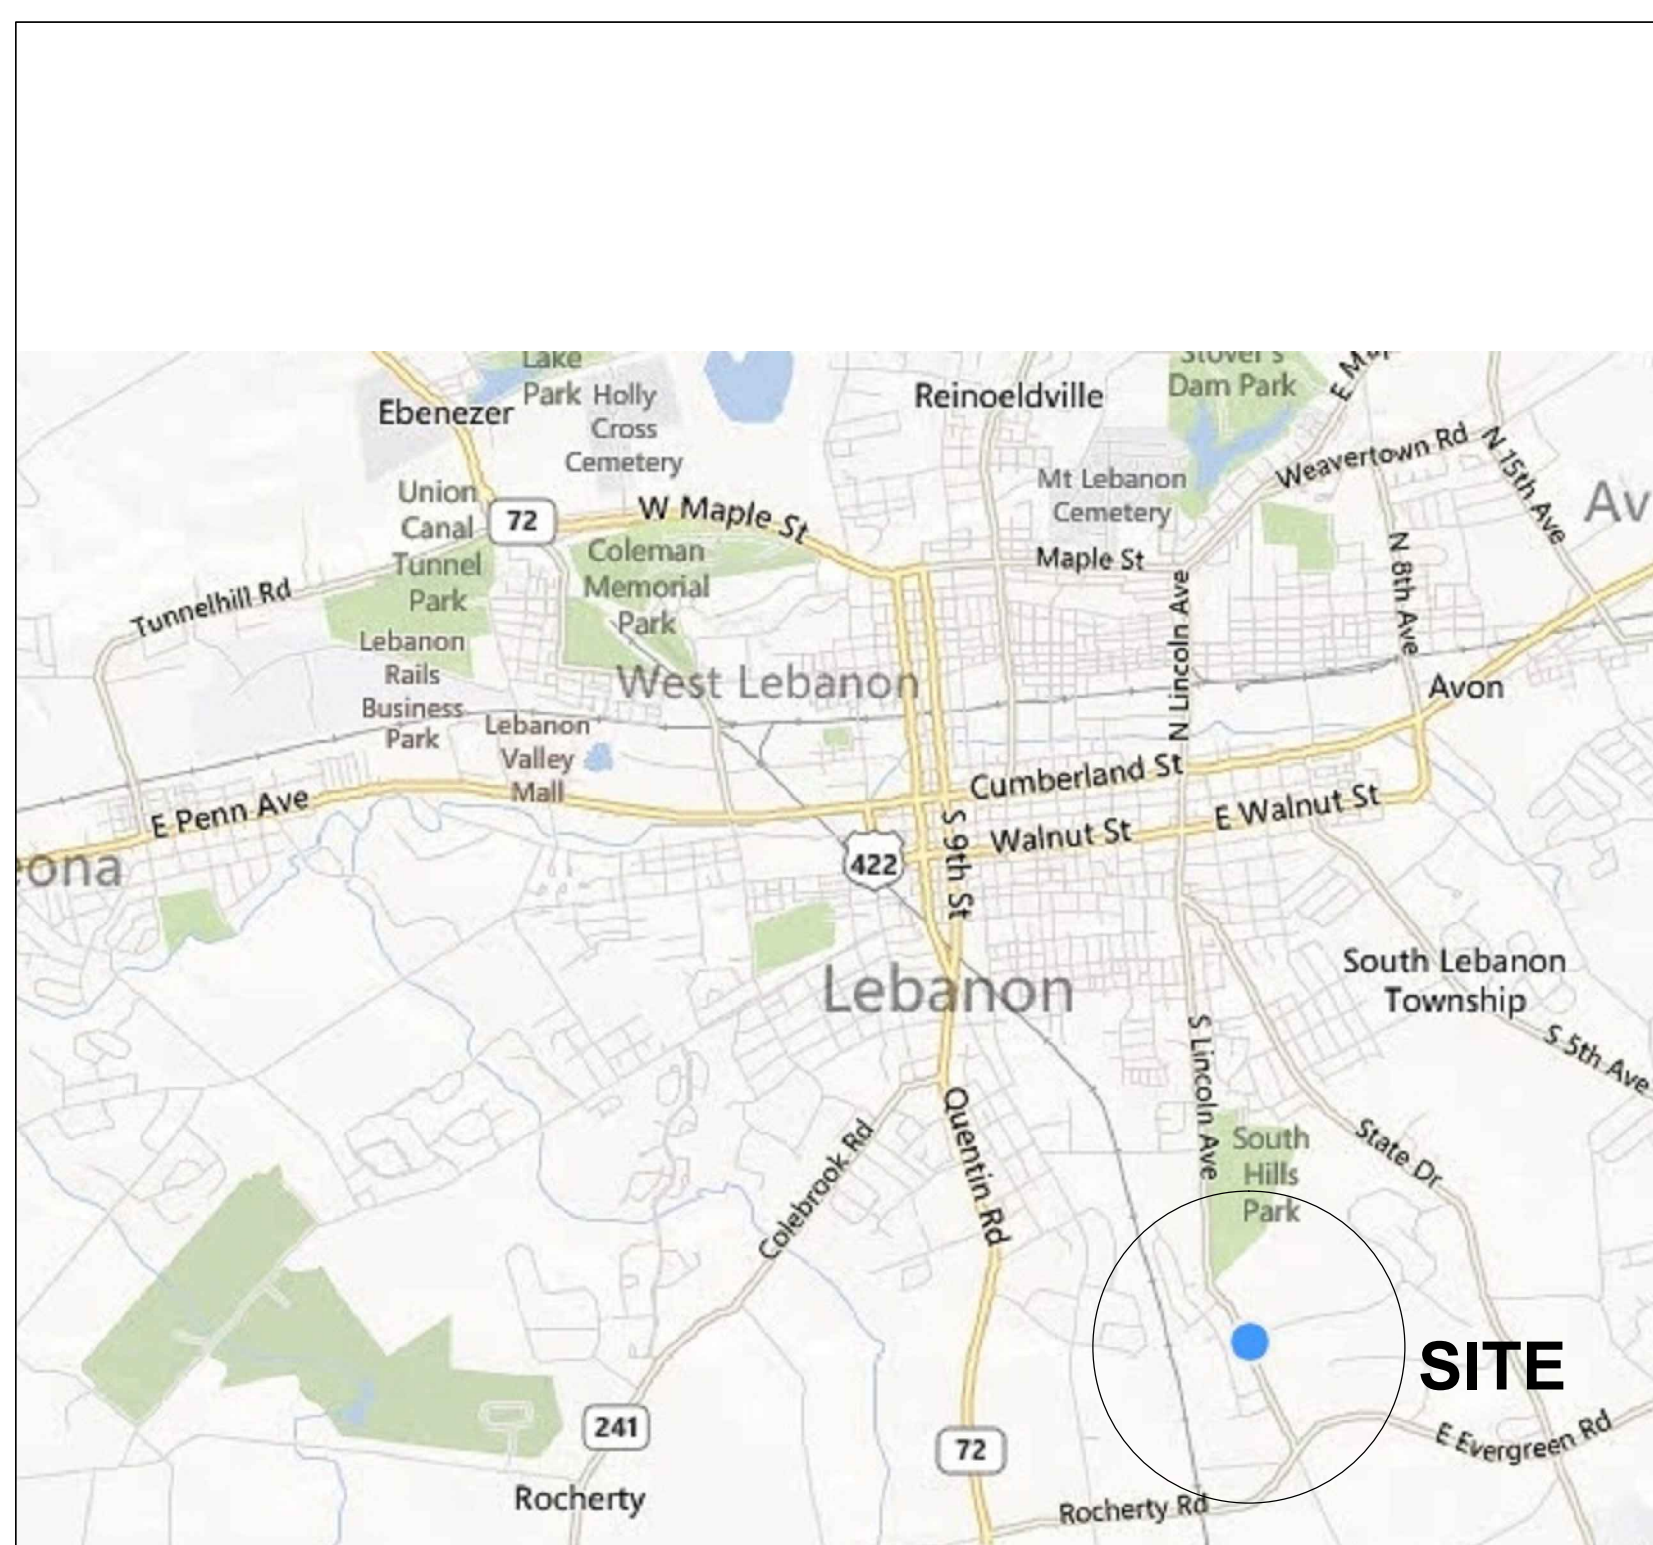 Lake
Park
Holly
Cross
Cemetery
Ebenezer
Reinoeldville
Stover's
Dam Park
Weavertown Rd
N 15th Ave
Union
Canal
Tunnel
Park
72
W Maple St
Mt Lebanon
Cemetery
Maple St
N 8th Ave
Coleman
Memorial
Park
Tunnelhill Rd
Lebanon
Rails
Business
Park
West Lebanon
N Lincoln Ave
Avon
Lebanon
Valley
Mall
E Penn Ave
Cumberland St
E Walnut St
Walnut St
S 9th St
422
Lebanon
South Lebanon
Township
S 5th Ave
S Lincoln Ave
Quentin Rd
Colebrook Rd
State Dr
South
Hills
Park
SITE
241
72
E Evergreen Rd
Rocherty
Rocherty Rd